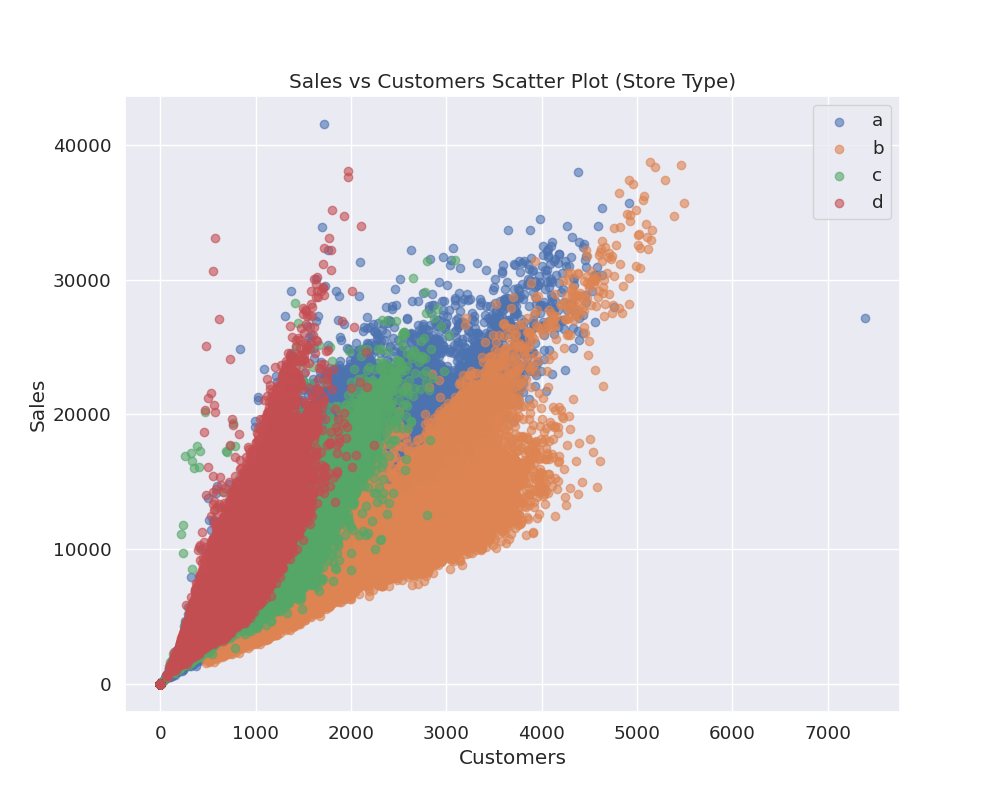 Sales vs Customers Scatter Plot (Store Type)
a
b
c
d
40000
30000
20000
10000
0
Sales
0 1000 2000 3000 4000 5000 6000 7000
Customers